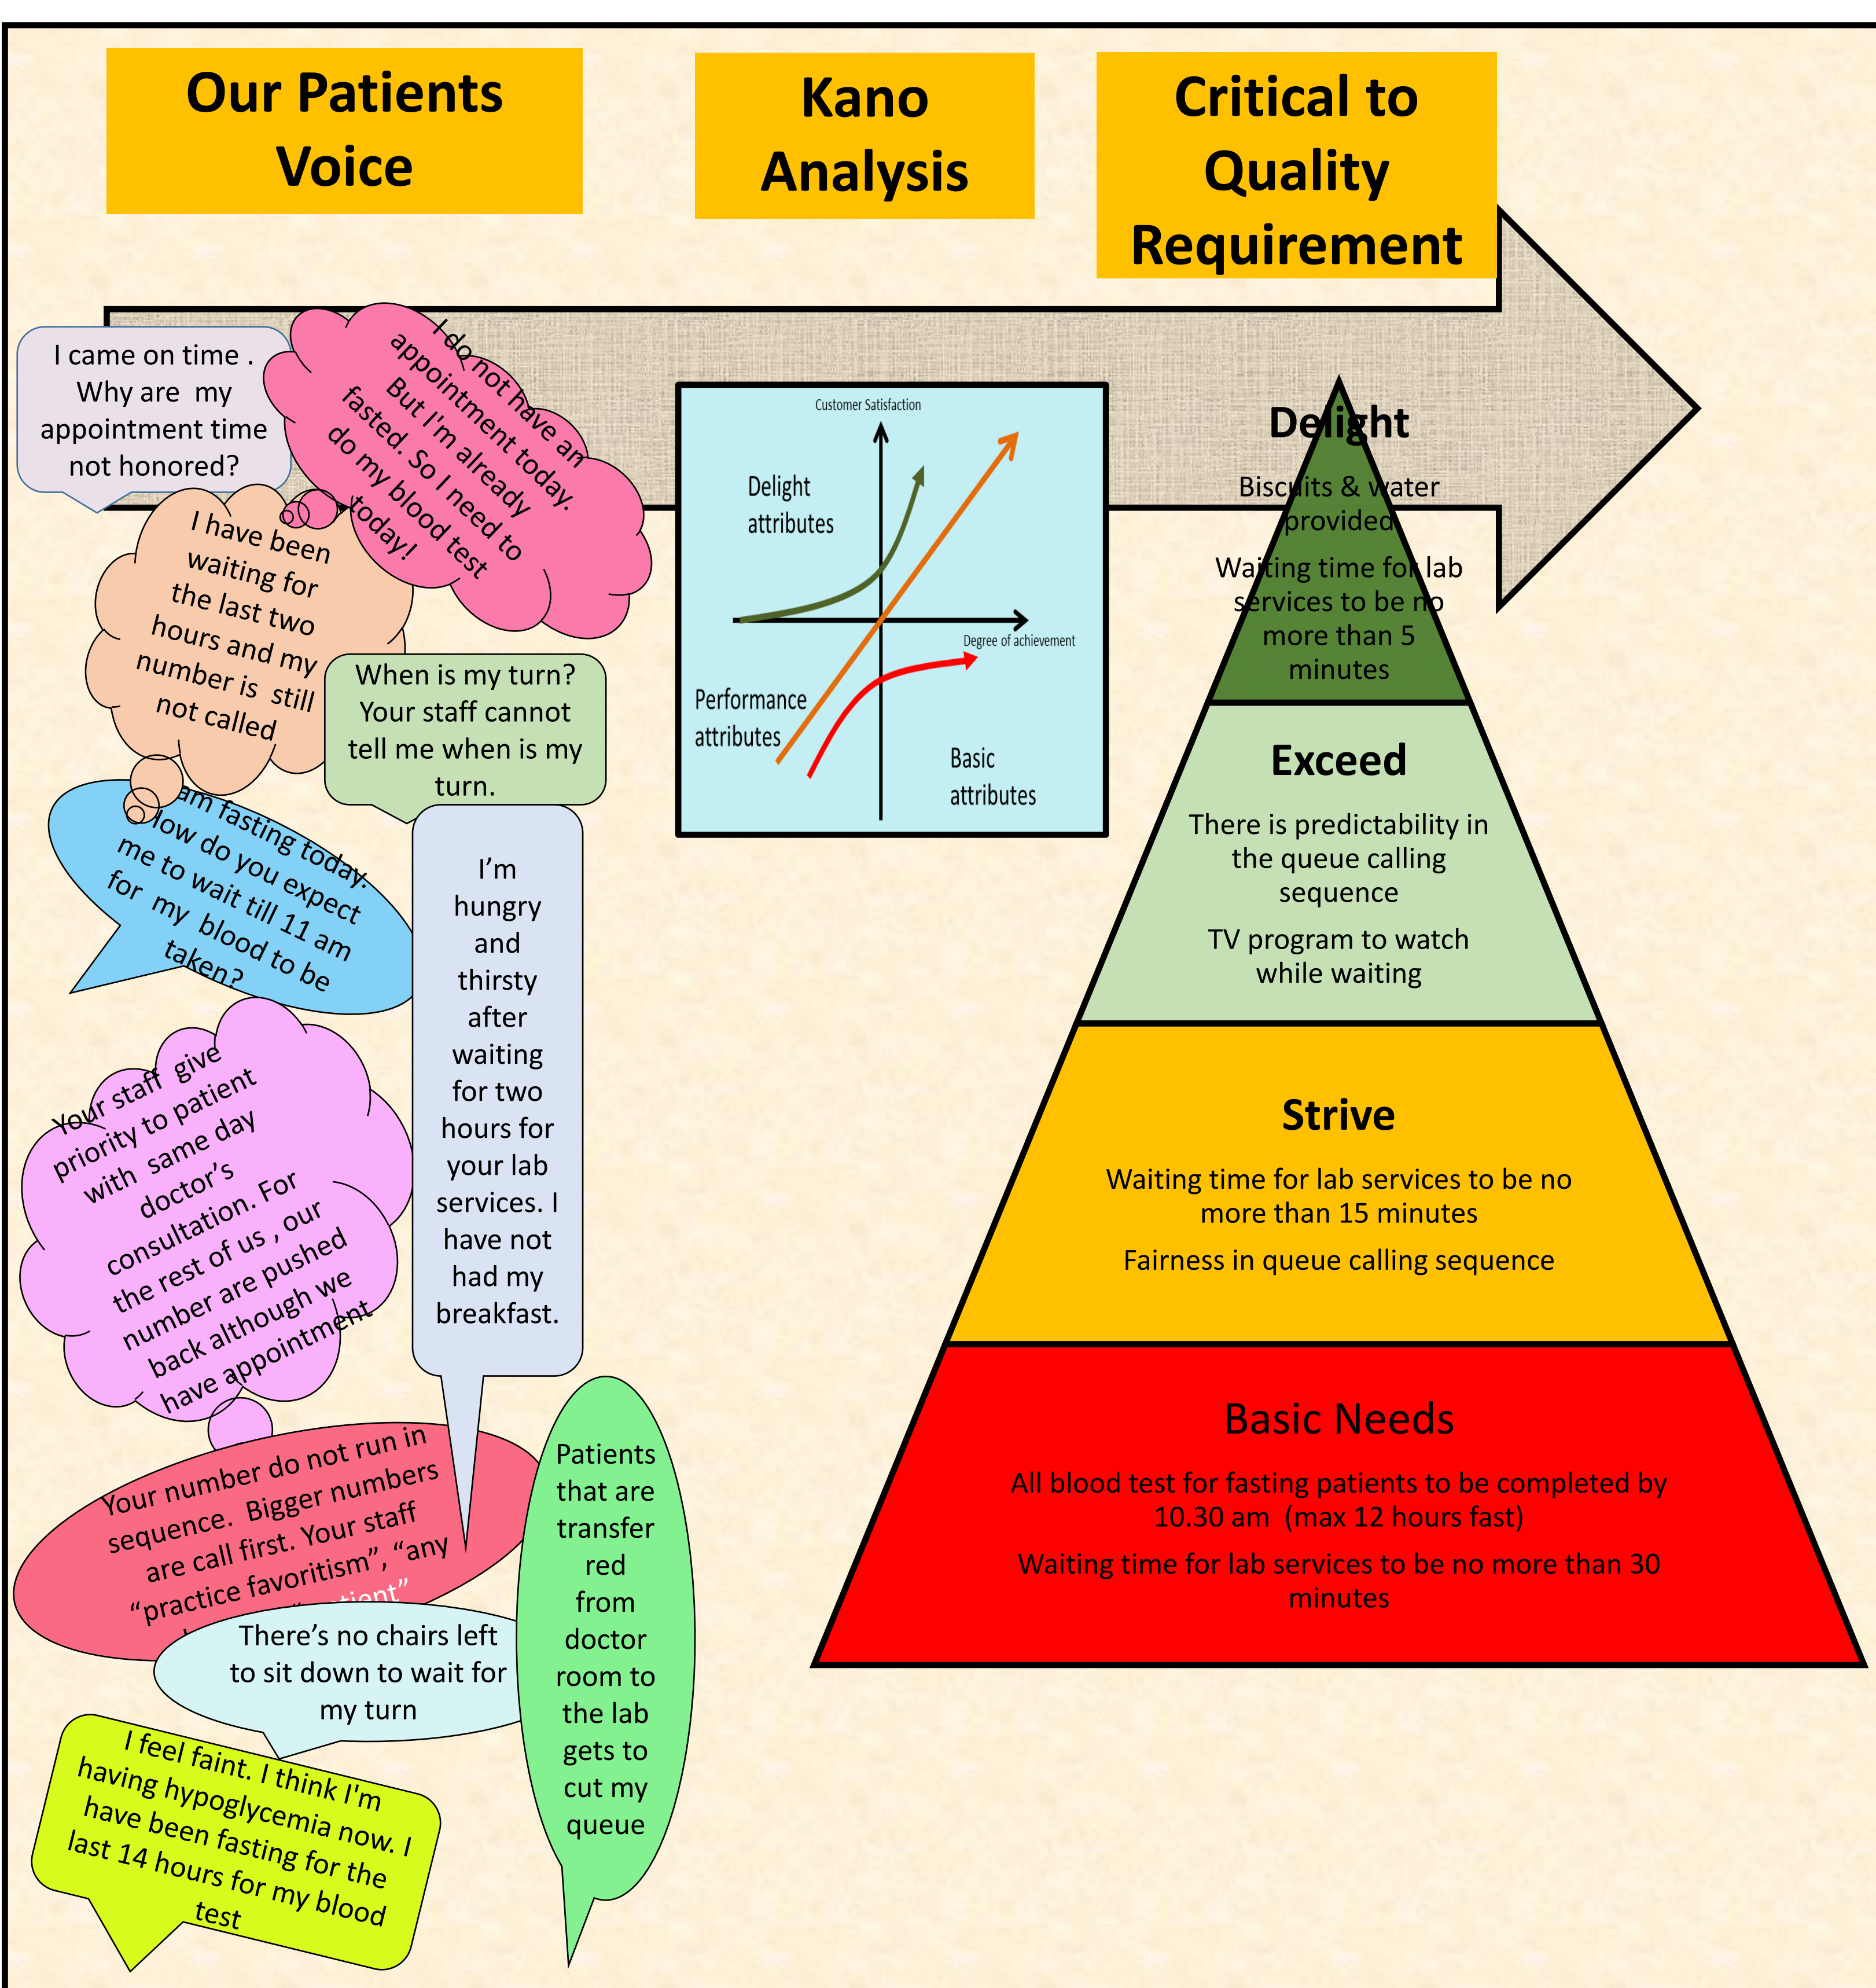 Our Patients
Voice
Kano
Analysis
Critical to
Quality
Requirement
I came on time .
Why are my
appointment time
not honored?
I do not have an
appointment today.
But I'm already
fasted. So I need to
do my blood test
today!
I have been
waiting for
the last two
hours and my
number is still
not called
When is my turn?
Your staff cannot
tell me when is my
turn.
am fasting today.
How do you expect
me to wait till 11 am
for my blood to be
taken?
I’m
hungry
and
thirsty
after
waiting
for two
hours for
your lab
services. I
have not
had my
breakfast.
Your staff give
priority to patient
with same day
doctor’s
consultation. For
the rest of us , our
number are pushed
back although we
have appointment
Your number do not run in
sequence. Bigger numbers
are call first. Your staff
“practice favoritism”, “any
There’s no chairs left
to sit down to wait for
my turn
Patients
that are
transfer
red
from
doctor
room to
the lab
gets to
cut my
queue
I feel faint. I think I'm
having hypoglycemia now. I
have been fasting for the
last 14 hours for my blood
test
Customer Satisfaction
Delight
attributes
Degree of achievement
Performance
attributes
Basic
attributes
Delight
Biscuits & water
provided
Waiting time for lab
services to be no
more than 5
minutes
Exceed
There is predictability in
the queue calling
sequence
TV program to watch
while waiting
Strive
Waiting time for lab services to be no
more than 15 minutes
Fairness in queue calling sequence
Basic Needs
All blood test for fasting patients to be completed by
10.30 am (max 12 hours fast)
Waiting time for lab services to be no more than 30
minutes